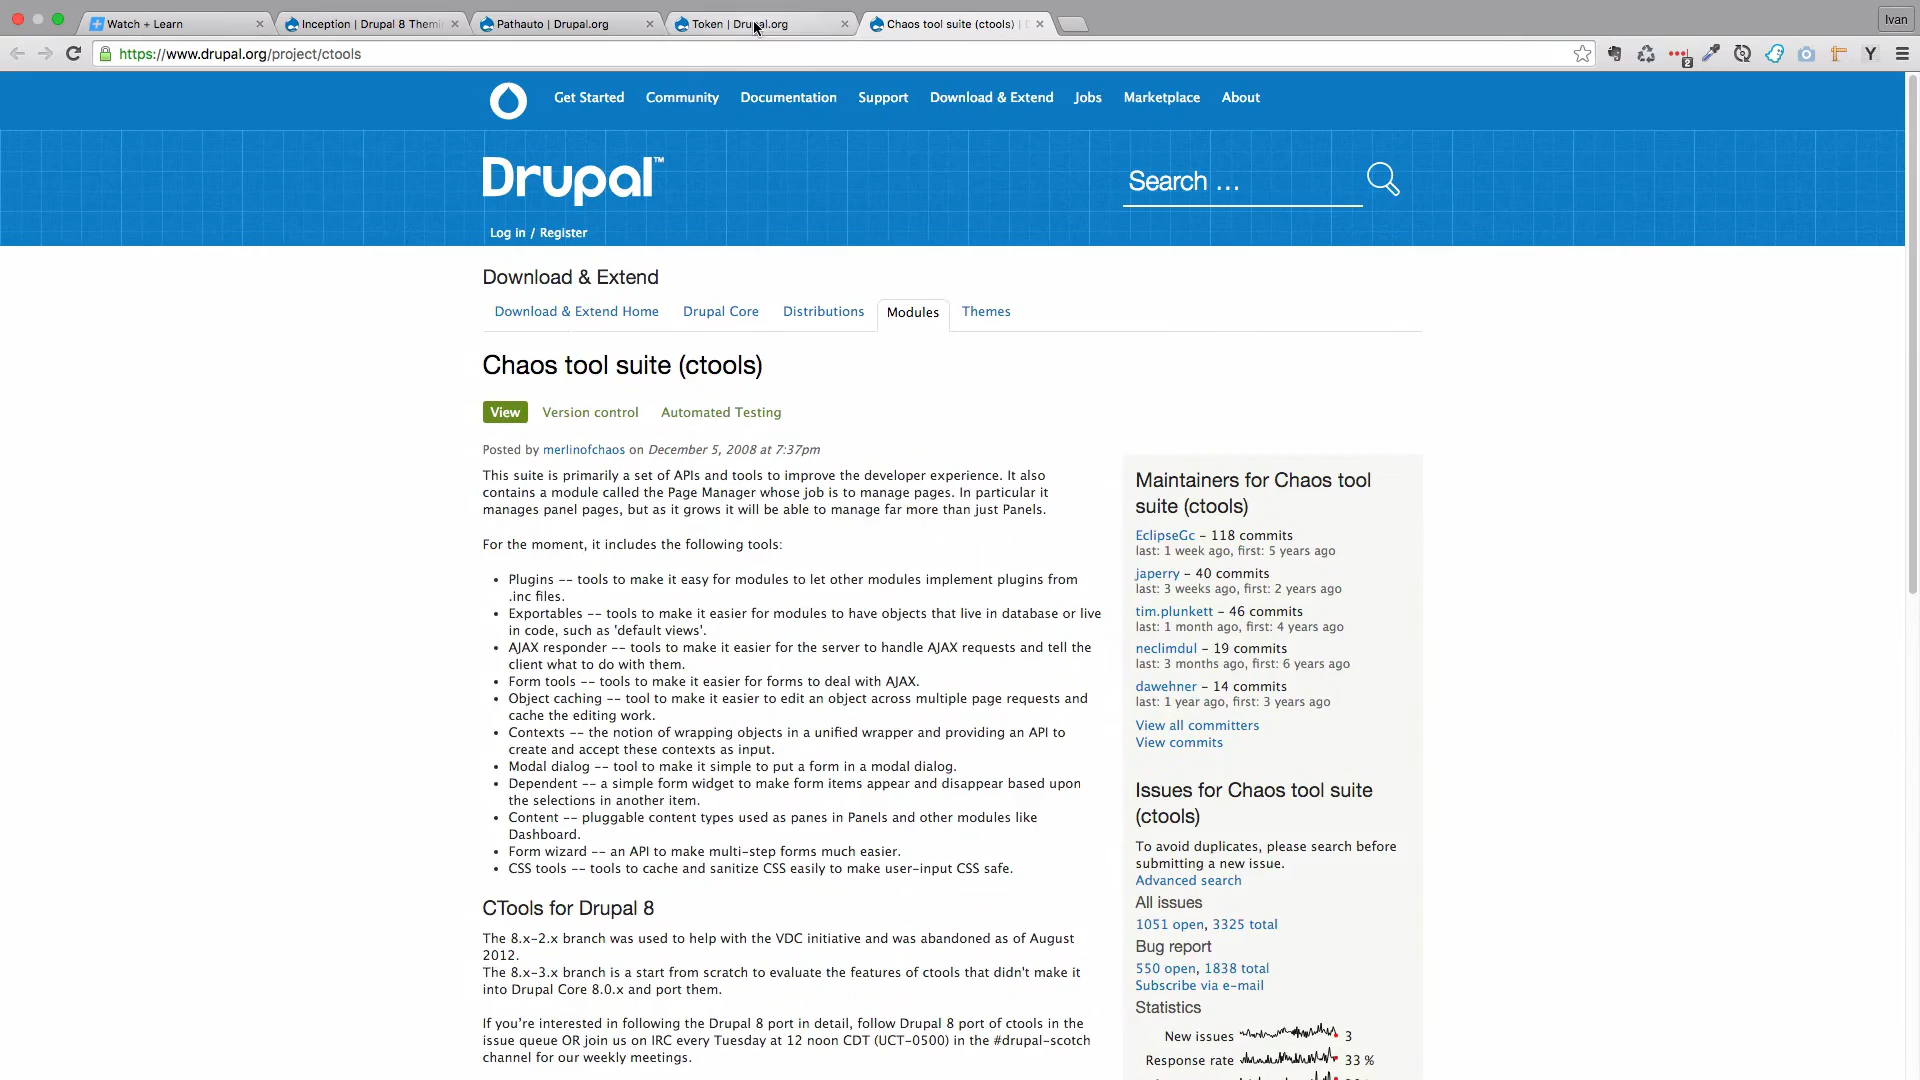 Watch + Learn
Inception | Drupal 8 Themi
Pathauto | Drupal.org
Token | Drupal.org
Chaos tool suite (ctools) |
Ivan
https://www.drupal.org/project/ctools
2
Y
Get Started
Community
Documentation
Support
Download & Extend
Jobs
Marketplace
About
Drupal™
Search …
Log in / Register
Download & Extend
Download & Extend Home
Drupal Core
Distributions
Modules
Themes
Chaos tool suite (ctools)
View
Version control
Automated Testing
Posted by merlinofchaos on December 5, 2008 at 7:37pm
This suite is primarily a set of APIs and tools to improve the developer experience. It also
contains a module called the Page Manager whose job is to manage pages. In particular it
manages panel pages, but as it grows it will be able to manage far more than just Panels.
For the moment, it includes the following tools:
• Plugins -- tools to make it easy for modules to let other modules implement plugins from
.inc files.
• Exportables -- tools to make it easier for modules to have objects that live in database or live
in code, such as 'default views'.
• AJAX responder -- tools to make it easier for the server to handle AJAX requests and tell the
client what to do with them.
• Form tools -- tools to make it easier for forms to deal with AJAX.
• Object caching -- tool to make it easier to edit an object across multiple page requests and
cache the editing work.
• Contexts -- the notion of wrapping objects in a unified wrapper and providing an API to
create and accept these contexts as input.
• Modal dialog -- tool to make it simple to put a form in a modal dialog.
• Dependent -- a simple form widget to make form items appear and disappear based upon
the selections in another item.
• Content -- pluggable content types used as panes in Panels and other modules like
Dashboard.
• Form wizard -- an API to make multi-step forms much easier.
• CSS tools -- tools to cache and sanitize CSS easily to make user-input CSS safe.
CTools for Drupal 8
The 8.x-2.x branch was used to help with the VDC initiative and was abandoned as of August
2012.
The 8.x-3.x branch is a start from scratch to evaluate the features of ctools that didn't make it
into Drupal Core 8.0.x and port them.
If you're interested in following the Drupal 8 port in detail, follow Drupal 8 port of ctools in the
issue queue OR join us on IRC every Tuesday at 12 noon CDT (UCT-0500) in the #drupal-scotch
channel for our weekly meetings.
Maintainers for Chaos tool
suite (ctools)
EclipseGc – 118 commits
last: 1 week ago, first: 5 years ago
japerry – 40 commits
last: 3 weeks ago, first: 2 years ago
tim.plunkett – 46 commits
last: 1 month ago, first: 4 years ago
neclimdul – 19 commits
last: 3 months ago, first: 6 years ago
dawehner – 14 commits
last: 1 year ago, first: 3 years ago
View all committers
View commits
Issues for Chaos tool suite
(ctools)
To avoid duplicates, please search before
submitting a new issue.
Advanced search
All issues
1051 open, 3325 total
Bug report
550 open, 1838 total
Subscribe via e-mail
Statistics
New issues 3
Response rate 33 %